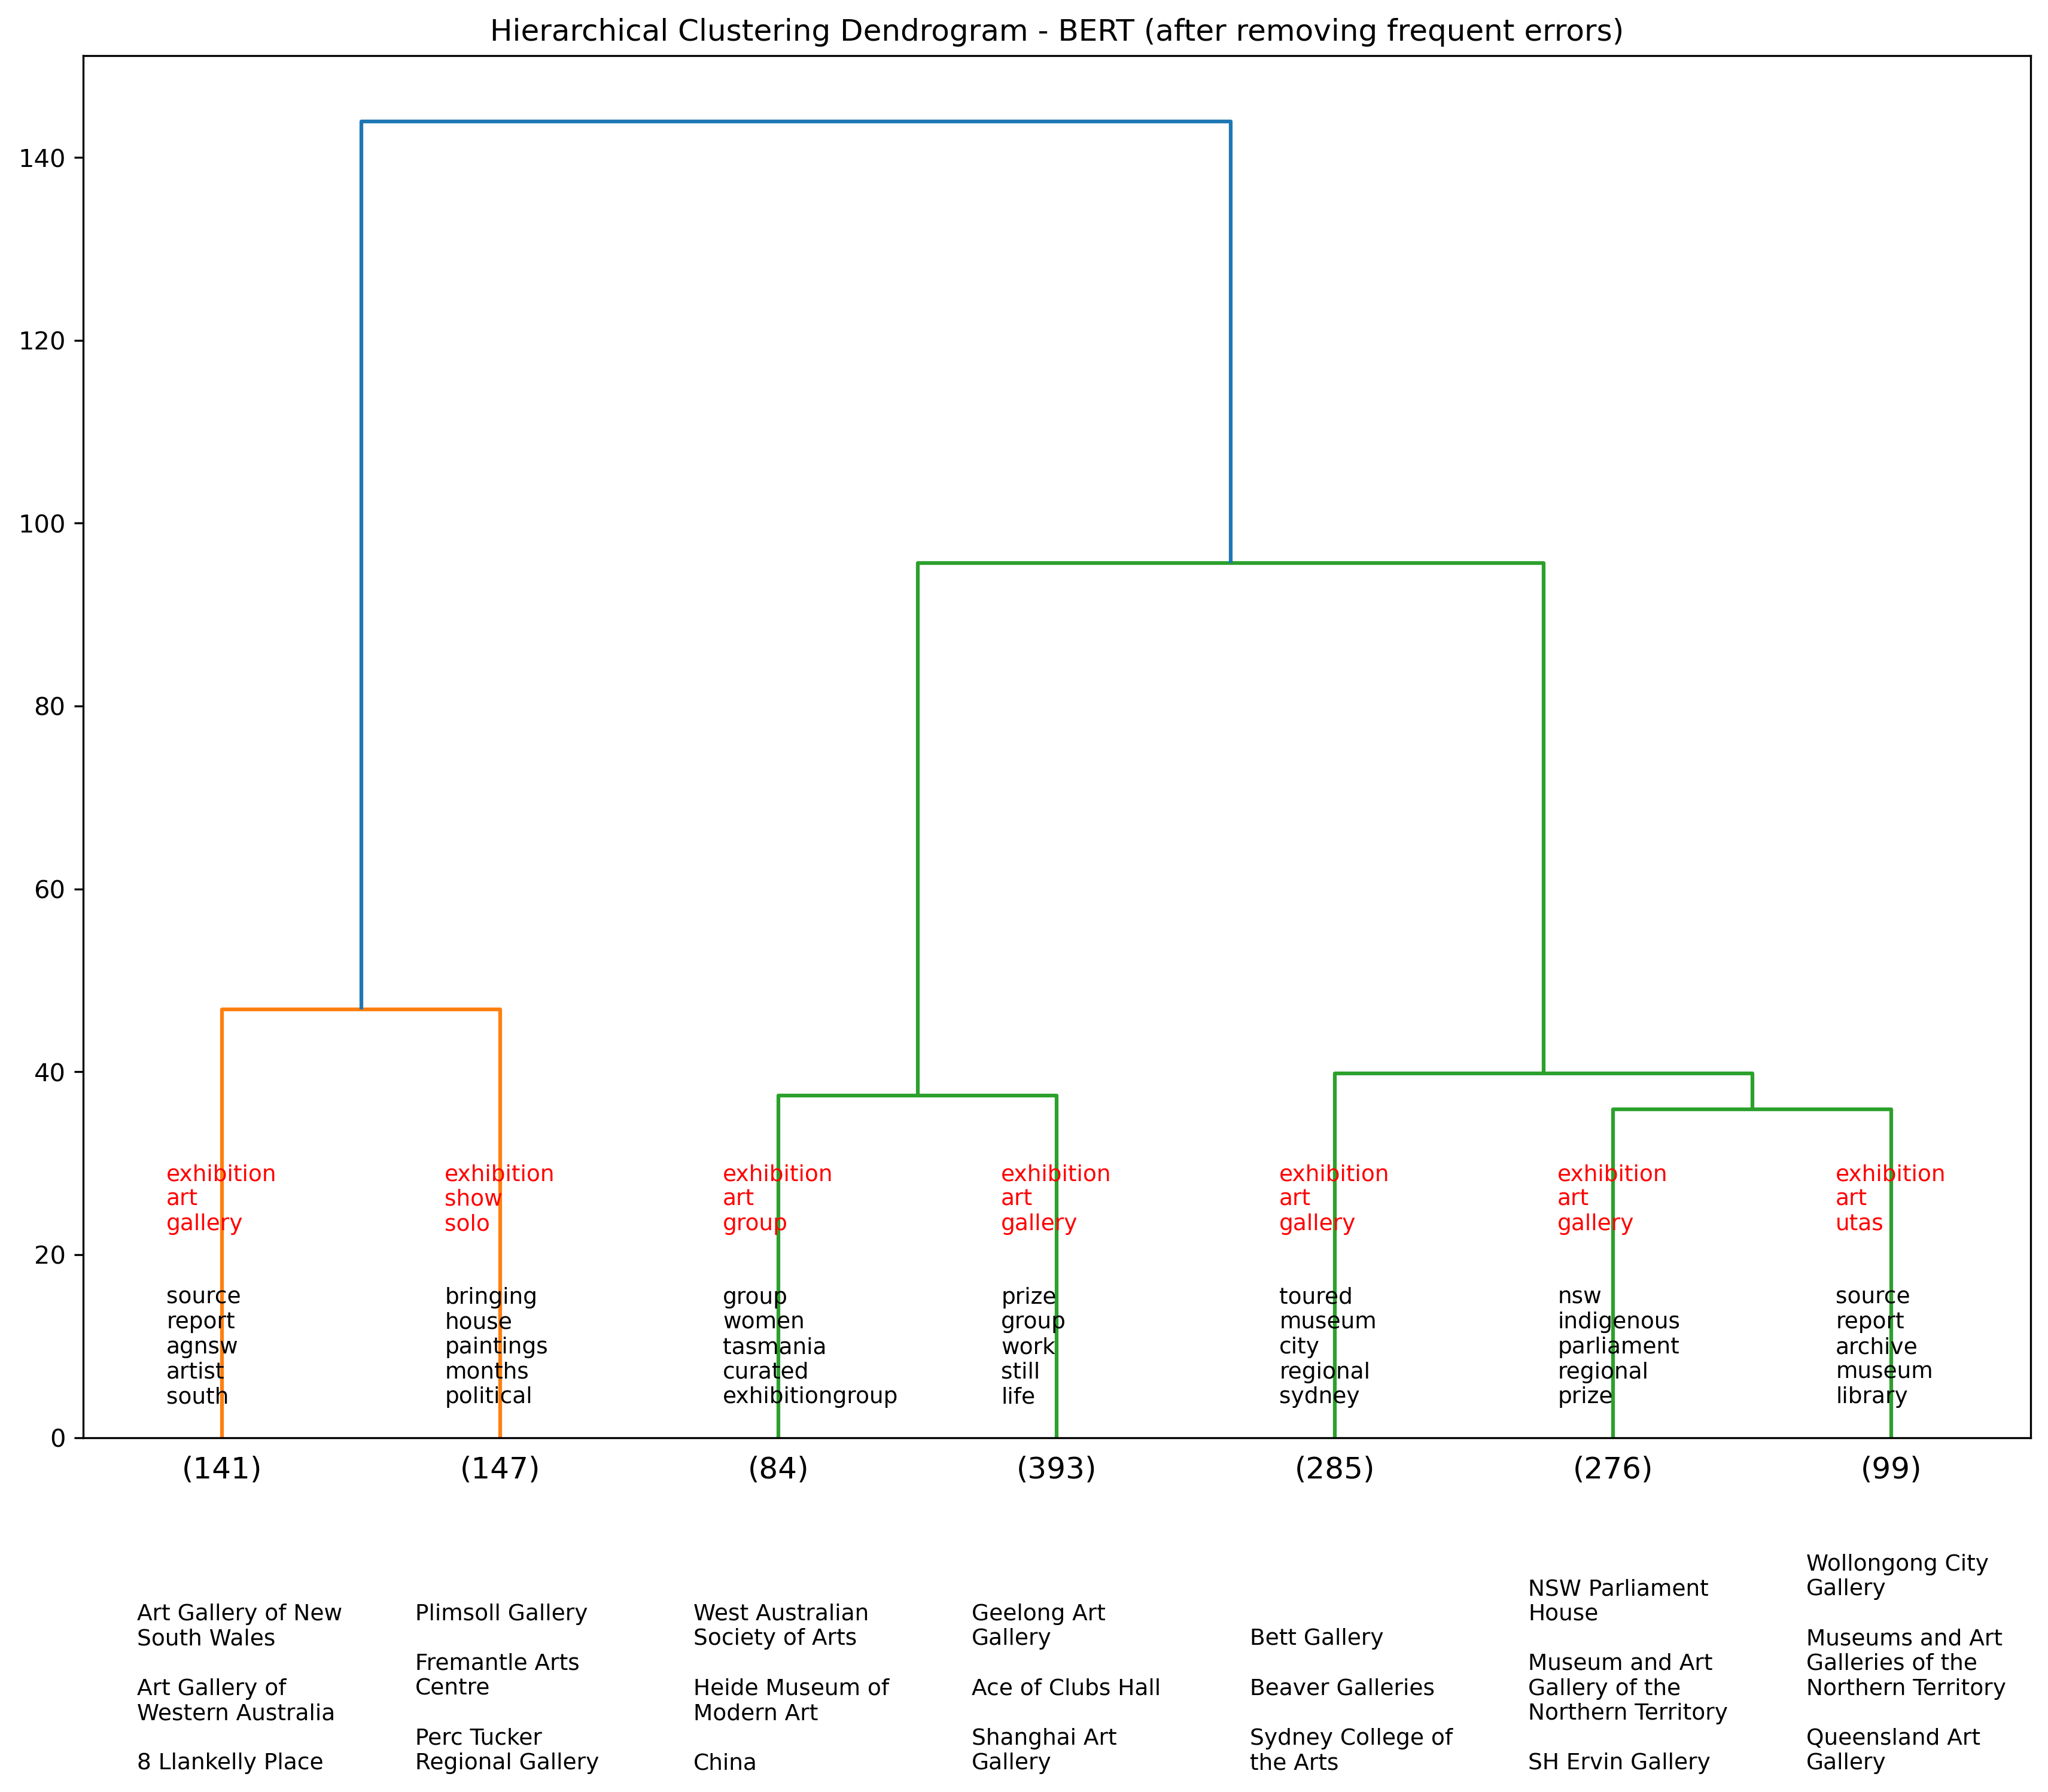 Hierarchical Clustering Dendrogram - BERT (after removing frequent errors)
140
120
100
80
60
40
20
0
exhibition
art
gallery
source
report
agnsw
artist
south
(141)
Art Gallery of New
South Wales
Art Gallery of
Western Australia
8 Llankelly Place
exhibition
show
solo
bringing
house
paintings
months
political
(147)
Plimsoll Gallery
Fremantle Arts
Centre
Perc Tucker
Regional Gallery
exhibition
art
group
group
women
tasmania
curated
exhibitiongroup
(84)
West Australian
Society of Arts
Heide Museum of
Modern Art
China
exhibition
art
gallery
prize
group
work
still
life
(393)
Geelong Art
Gallery
Ace of Clubs Hall
Shanghai Art
Gallery
exhibition
art
gallery
toured
museum
city
regional
sydney
(285)
Bett Gallery
Beaver Galleries
Sydney College of
the Arts
exhibition
art
gallery
nsw
indigenous
parliament
regional
prize
(276)
NSW Parliament
House
Museum and Art
Gallery of the
Northern Territory
SH Ervin Gallery
exhibition
art
utas
source
report
archive
museum
library
(99)
Wollongong City
Gallery
Museums and Art
Galleries of the
Northern Territory
Queensland Art
Gallery